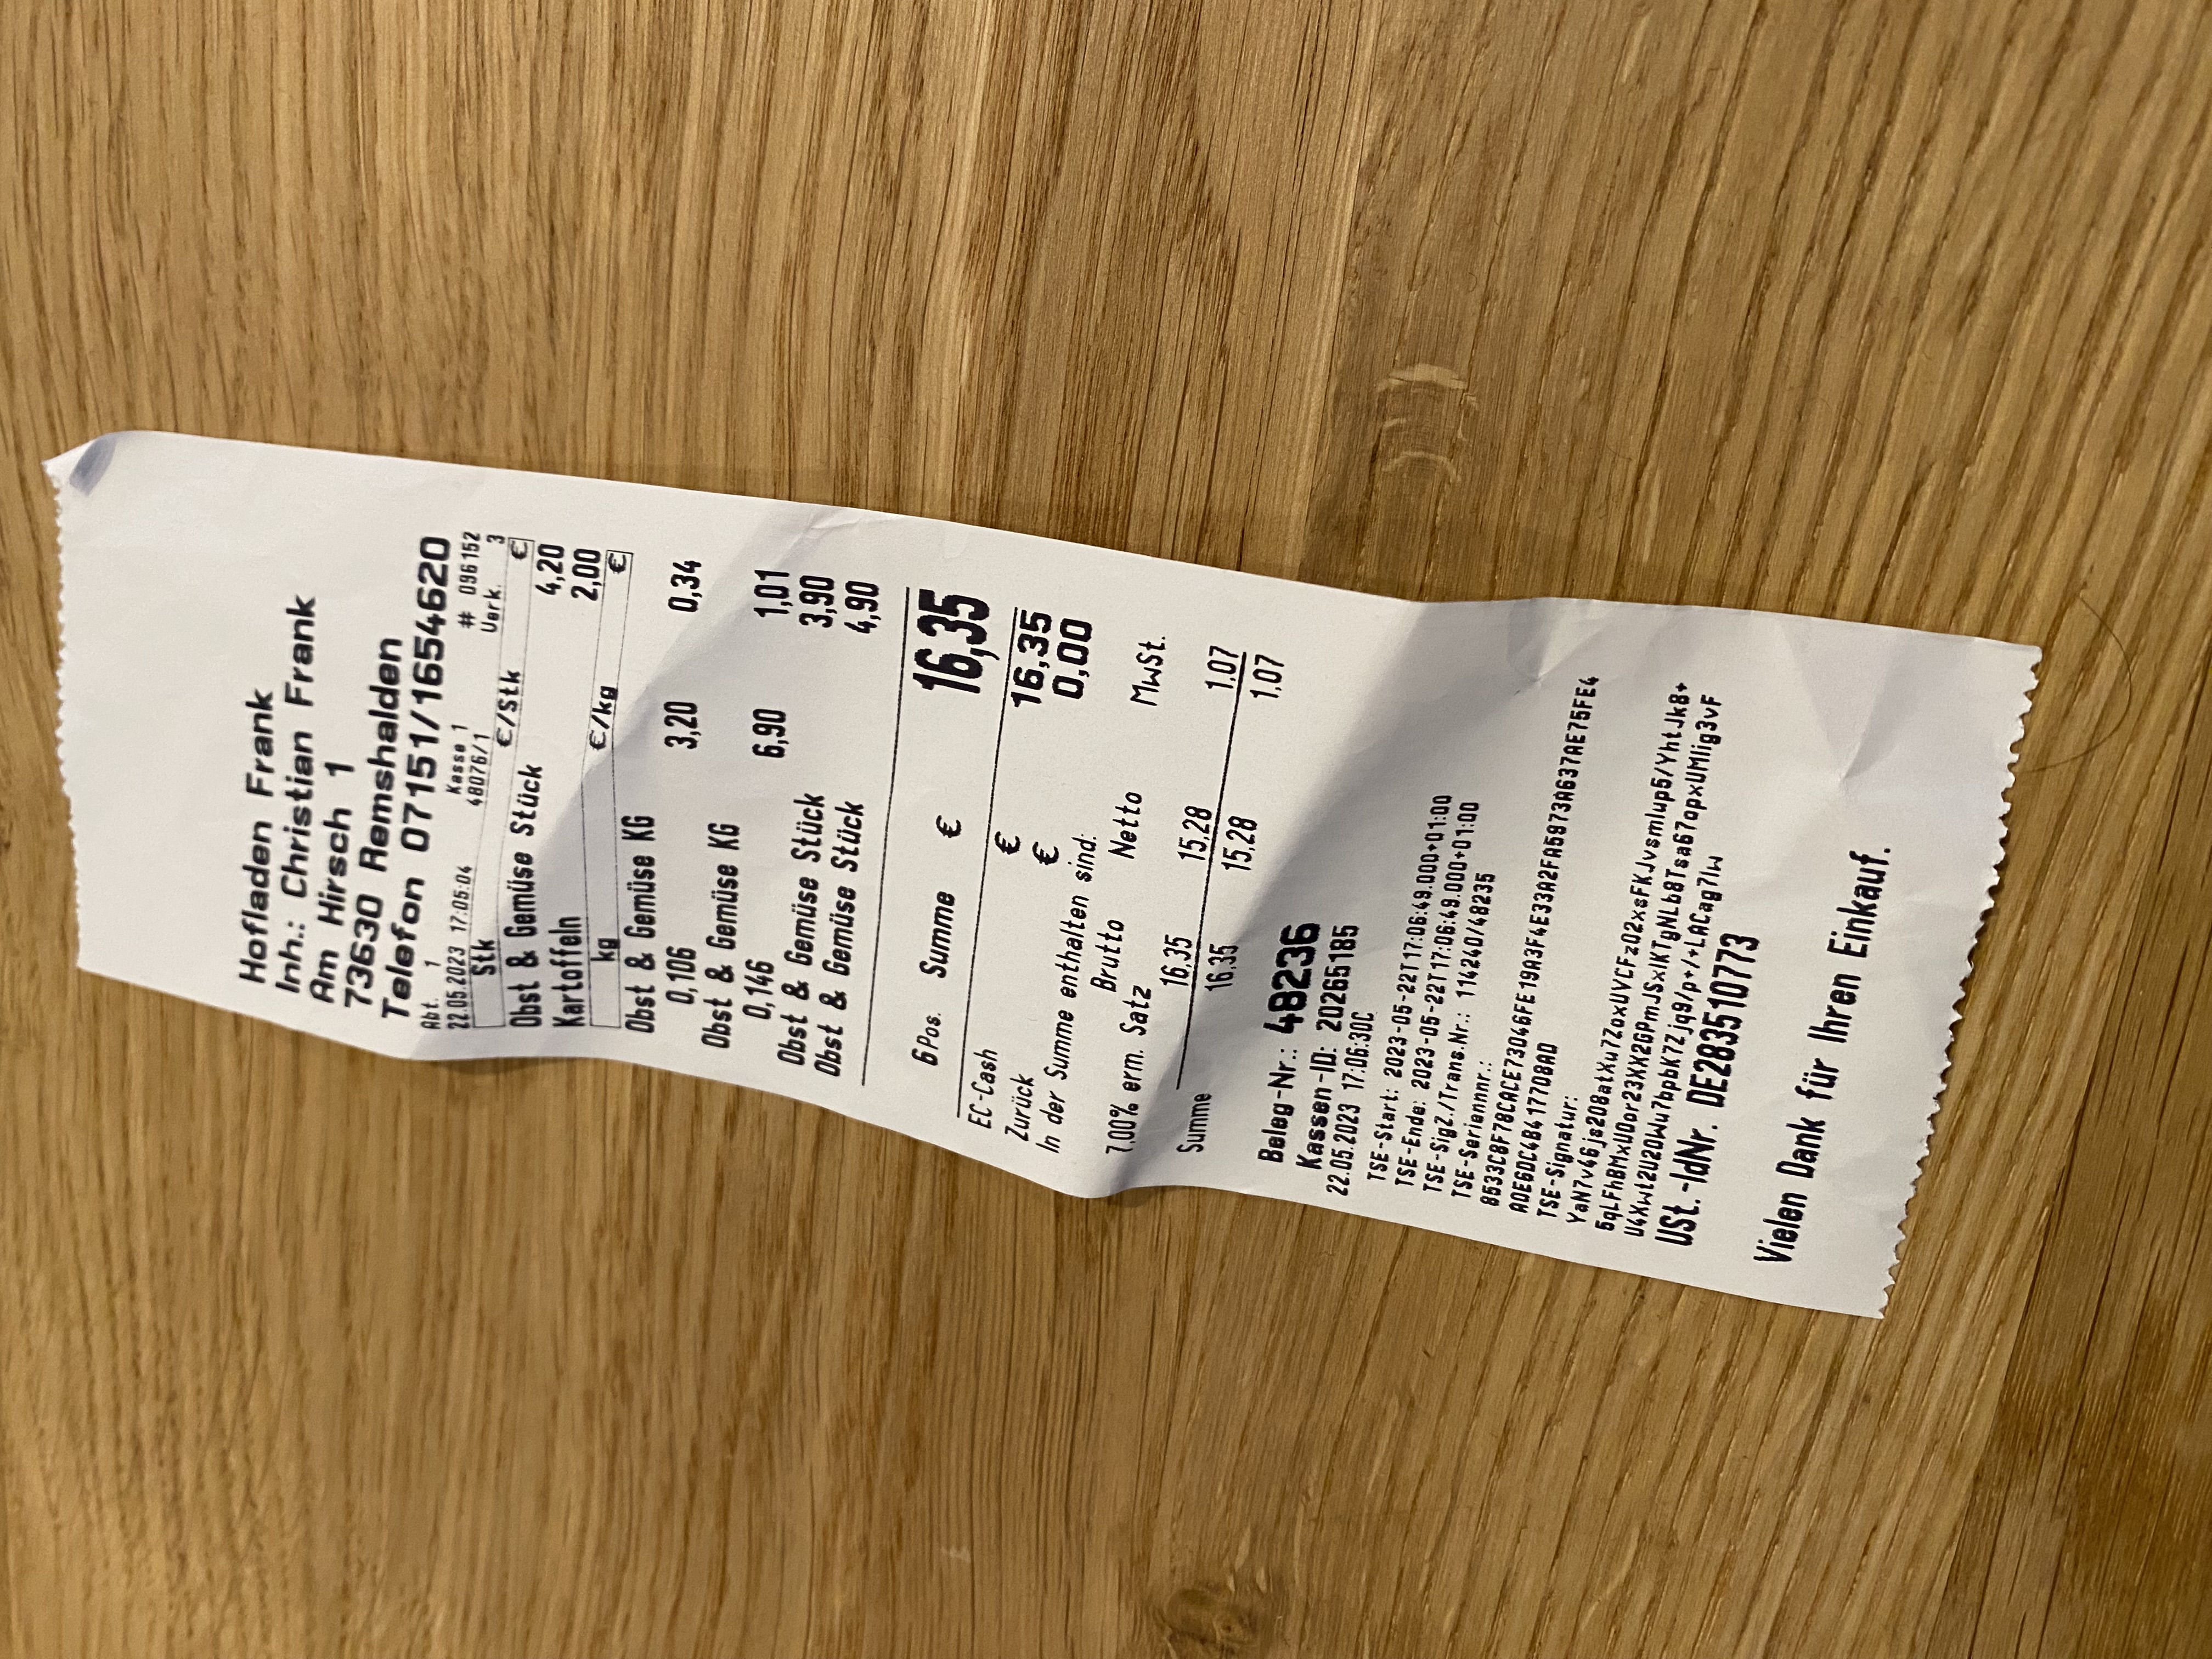 Hofladen Frank
Inh.: Christian Frank
Am Hirsch 1
73630 Remshalden
Telefon 07151/1654620
Abt. 1 Kasse 1 # 096152
22.05.2023 17:05:04 48076/1 Verk. 3
Stk €/Stk €
Obst & Gemüse Stück 4,20
Kartoffeln 2,00
kg €/kg €
Obst & Gemüse KG
0,106 3,20 0,34
Obst & Gemüse KG
0,146 6,90 1,01
Obst & Gemüse Stück 3,90
Obst & Gemüse Stück 4,90
6Pos. Summe € 16,35
EC-Cash € 16,35
Zurück € 0,00
In der Summe enthalten sind:
Brutto Netto MwSt.
7,00% erm. Satz
16,35 15,28 1,07
Summe 16,35 15,28 1,07
Beleg-Nr.: 48236
Kassen-ID: 20265185
22.05.2023 17:06:30C
TSE-Start: 2023-05-22T17:06:49.000+01:00
TSE-Ende: 2023-05-22T17:06:49.000+01:00
TSE-SigZ./Trans.Nr.: 114240/48235
TSE-Seriennnr.:
8533C8F78CACE73046FE19A3F4E33A2FA5973A637AE75FE4
A0E6DC4B417708AD
TSE-Signatur:
USt.-IdNr. DE283510773
Vielen Dank für Ihren Einkauf.